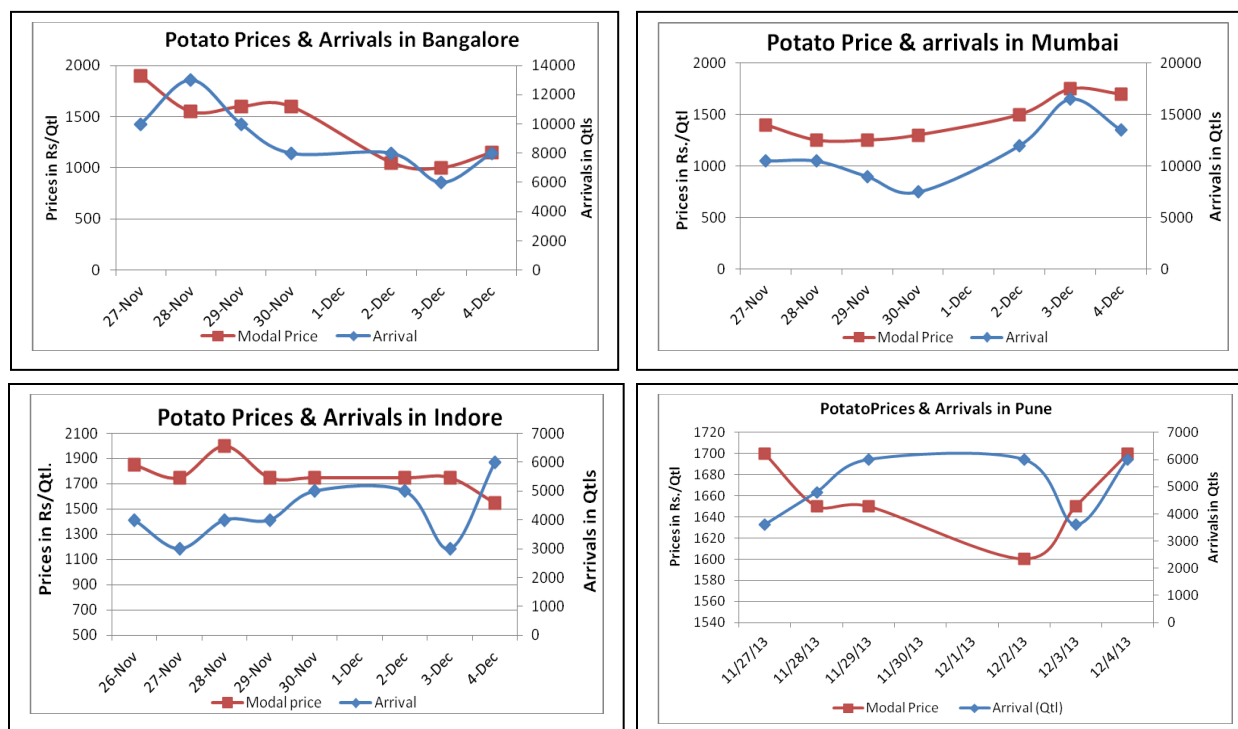 Potato Prices & Arrivals in Bangalore
Prices in Rs/Qtl
2000
1500
1000
500
0
14000
12000
10000
8000
6000
4000
2000
0
Arrivals in Qtls
27-Nov
28-Nov
29-Nov
30-Nov
1-Dec
2-Dec
3-Dec
4-Dec
Modal Price
Arrival
Potato Price & arrivals in Mumbai
Prices in Rs./Qtl
2000
1500
1000
500
0
20000
15000
10000
5000
0
Arrivals in Qtls
27-Nov
28-Nov
29-Nov
30-Nov
1-Dec
2-Dec
3-Dec
4-Dec
Modal Price
Arrival
Potato Prices & Arrivals in Indore
Prices in Rs/Qtl.
2100
1900
1700
1500
1300
1100
900
700
500
7000
6000
5000
4000
3000
2000
1000
0
Arrivals in Qtls
26-Nov
27-Nov
28-Nov
29-Nov
30-Nov
1-Dec
2-Dec
3-Dec
4-Dec
Modal price
Arrival
PotatoPrices & Arrivals in Pune
Prices in Rs./Qtl
1720
1700
1680
1660
1640
1620
1600
1580
1560
1540
7000
6000
5000
4000
3000
2000
1000
0
Arrivals in Qtls
11/27/13
11/28/13
11/29/13
11/30/13
12/1/13
12/2/13
12/3/13
12/4/13
Modal Price
Arrival (Qtl)